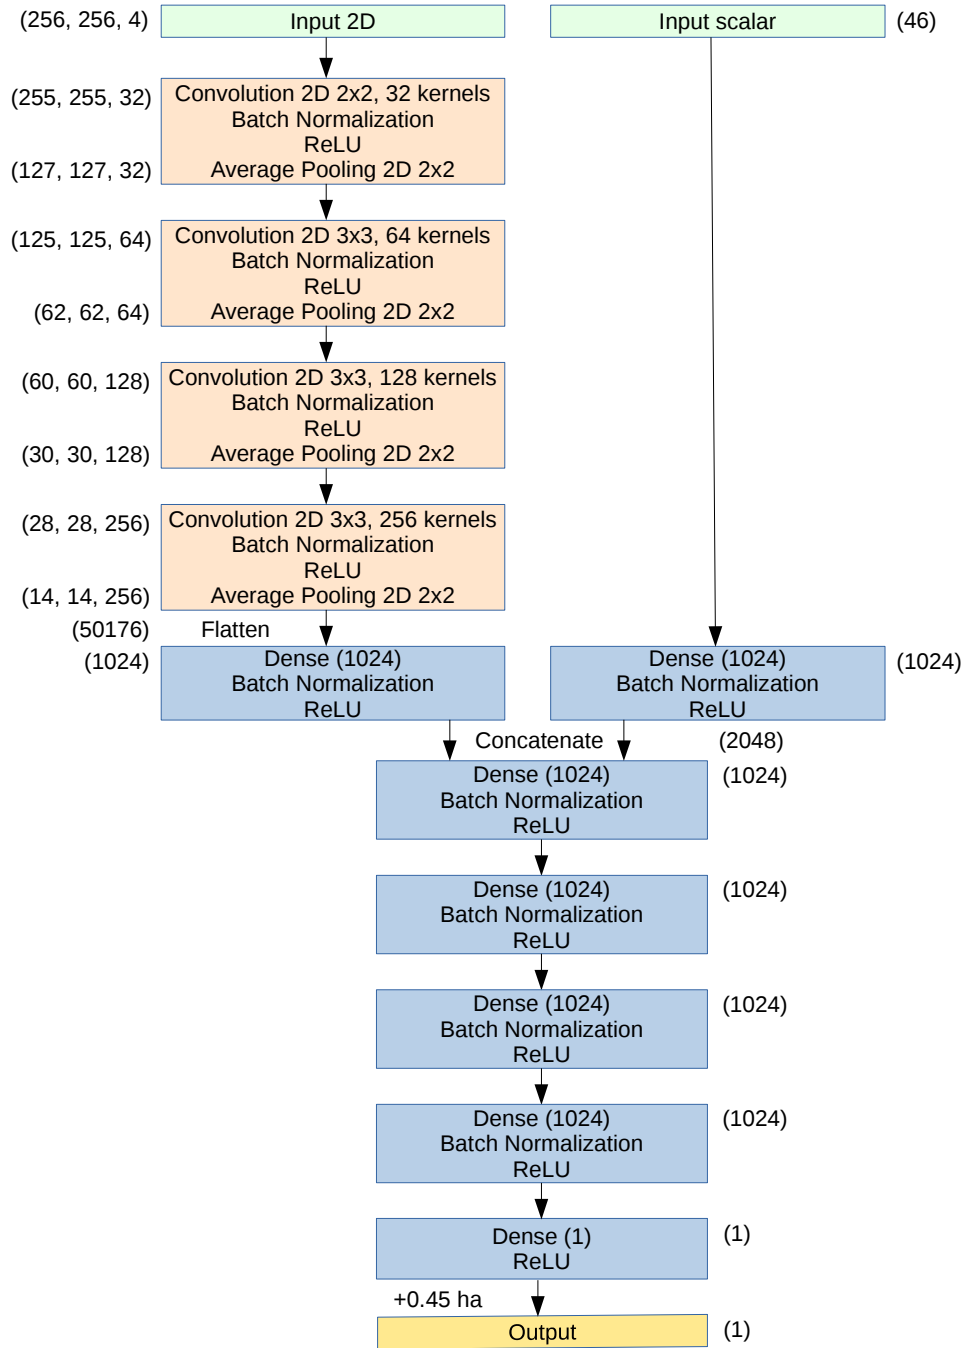 (256, 256, 4) Input 2D Input scalar (46)
(255, 255, 32) Convolution 2D 2x2, 32 kernels
Batch Normalization
ReLU
(127, 127, 32) Average Pooling 2D 2x2
(125, 125, 64) Convolution 2D 3x3, 64 kernels
Batch Normalization
ReLU
(62, 62, 64) Average Pooling 2D 2x2
(60, 60, 128) Convolution 2D 3x3, 128 kernels
Batch Normalization
ReLU
(30, 30, 128) Average Pooling 2D 2x2
(28, 28, 256) Convolution 2D 3x3, 256 kernels
Batch Normalization
ReLU
(14, 14, 256) Average Pooling 2D 2x2
(50176) Flatten
(1024) Dense (1024) Dense (1024) (1024)
Batch Normalization Batch Normalization
ReLU ReLU
Concatenate (2048)
Dense (1024) (1024)
Batch Normalization
ReLU
Dense (1024) (1024)
Batch Normalization
ReLU
Dense (1024) (1024)
Batch Normalization
ReLU
Dense (1024) (1024)
Batch Normalization
ReLU
Dense (1) (1)
ReLU
+0.45 ha
Output (1)